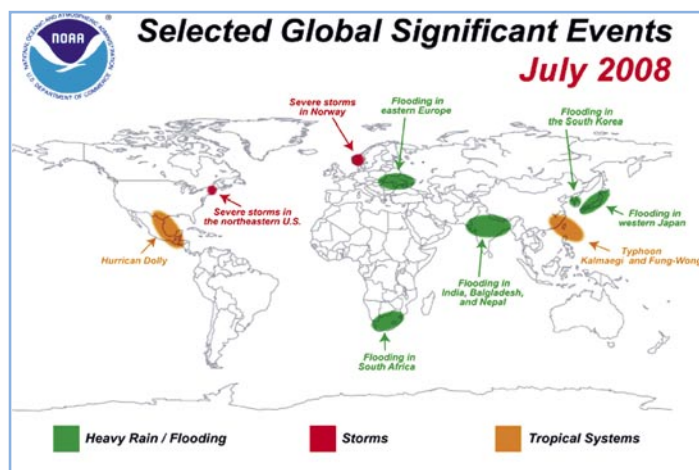 NATIONAL OCEANIC AND ATMOSPHERIC ADMINISTRATION
U.S. DEPARTMENT OF COMMERCE
NOAA
Selected Global Significant Events
July 2008
Severe storms
in Norway
Flooding in
eastern Europe
Flooding in
the South Korea
Severe storms in
the northeastern U.S.
Flooding in
western Japan
Hurrican Dolly
Typhoon
Kalmaegi and Fung-Wong
Flooding in
India, Balgladesh,
and Nepal
Flooding in
South Africa
Heavy Rain / Flooding
Storms
Tropical Systems